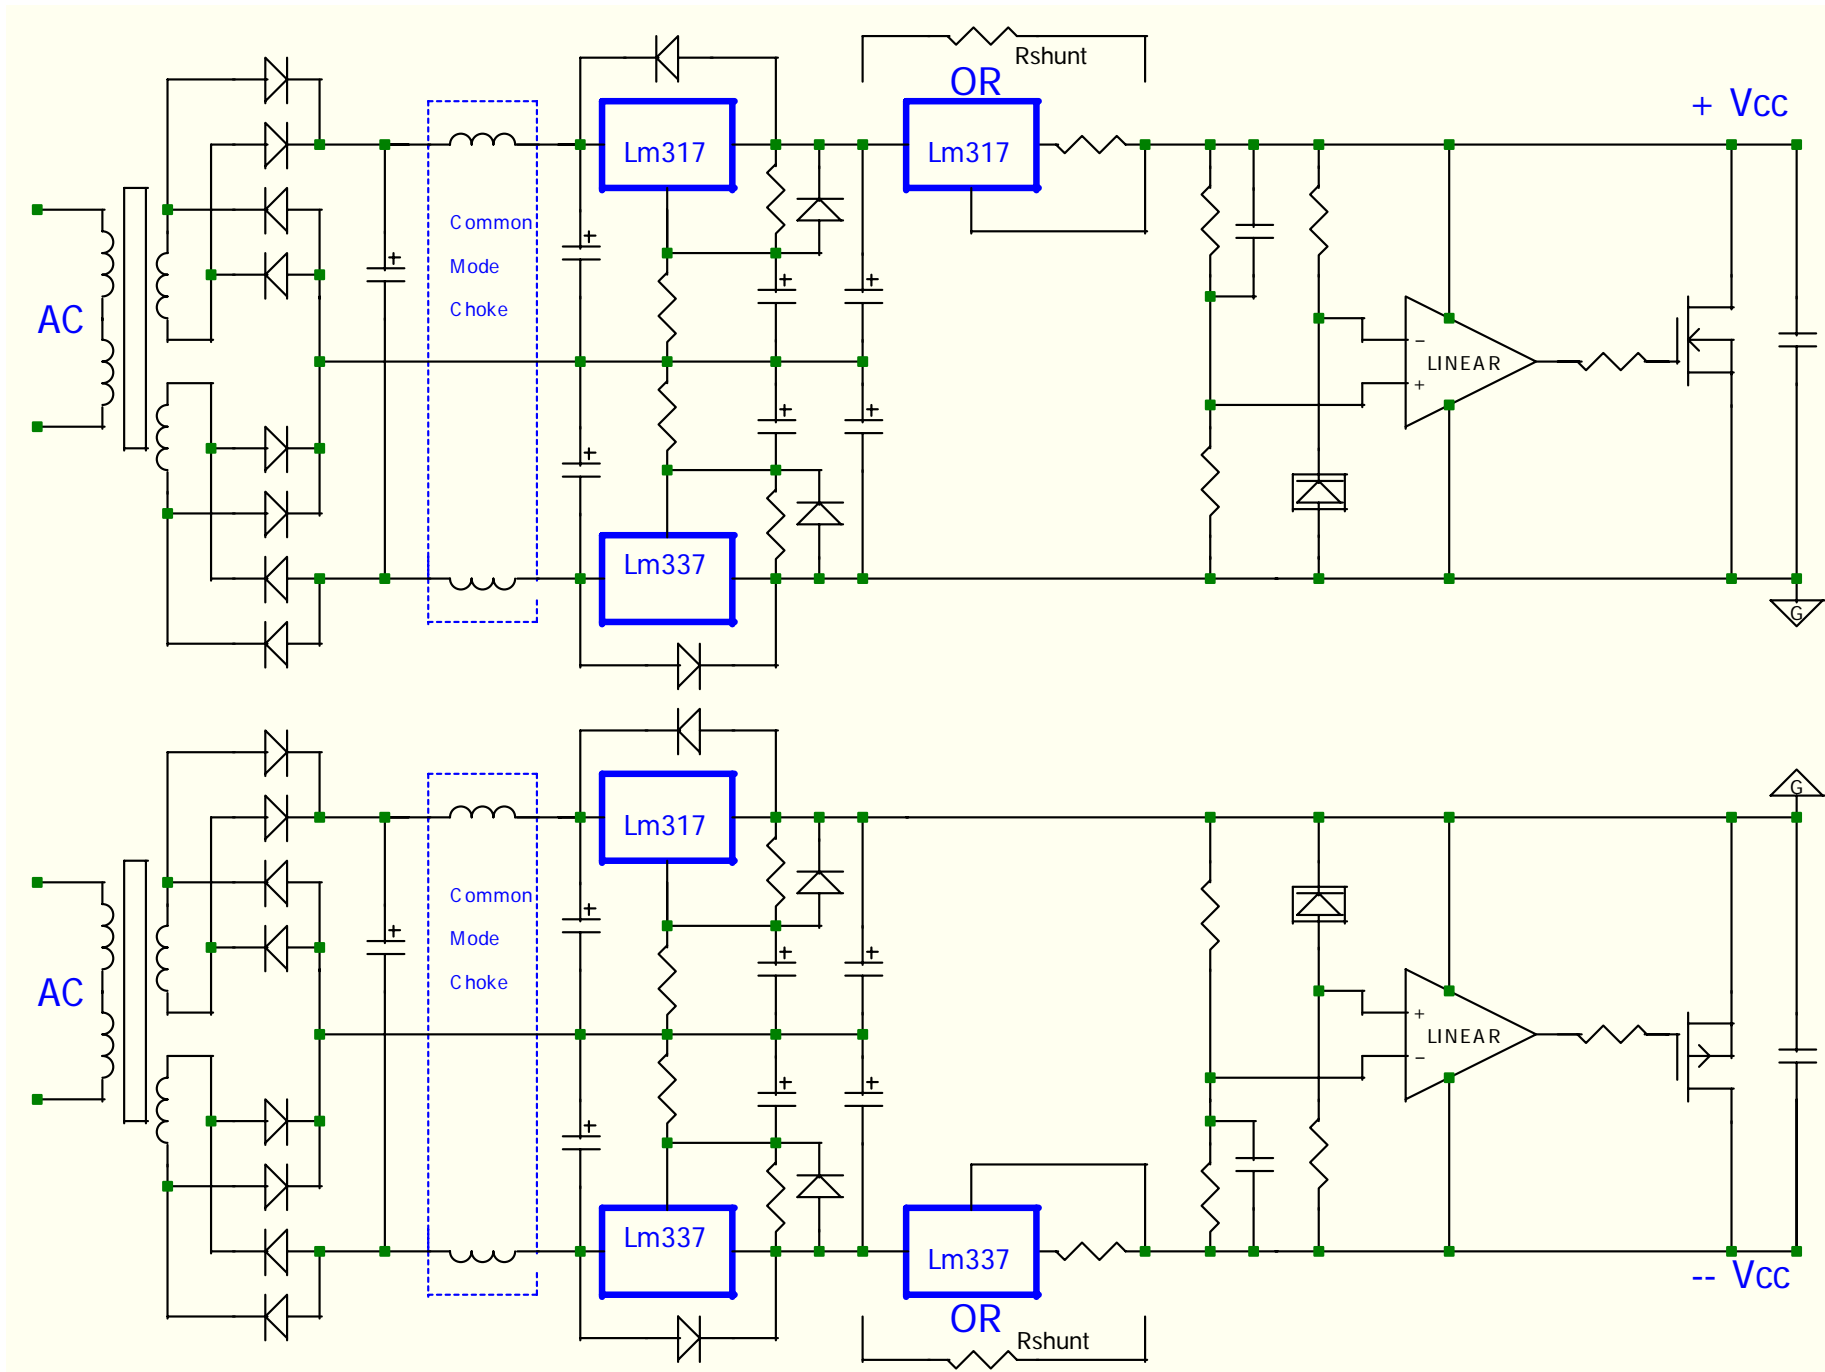 Rshunt
OR
+ Vcc
Lm317
Lm317
Common
Mode
Choke
AC
-
LINEAR
+
Lm337
G
G
Lm317
Common
Mode
Choke
AC
+
LINEAR
-
Lm337
Lm337
-- Vcc
OR
Rshunt